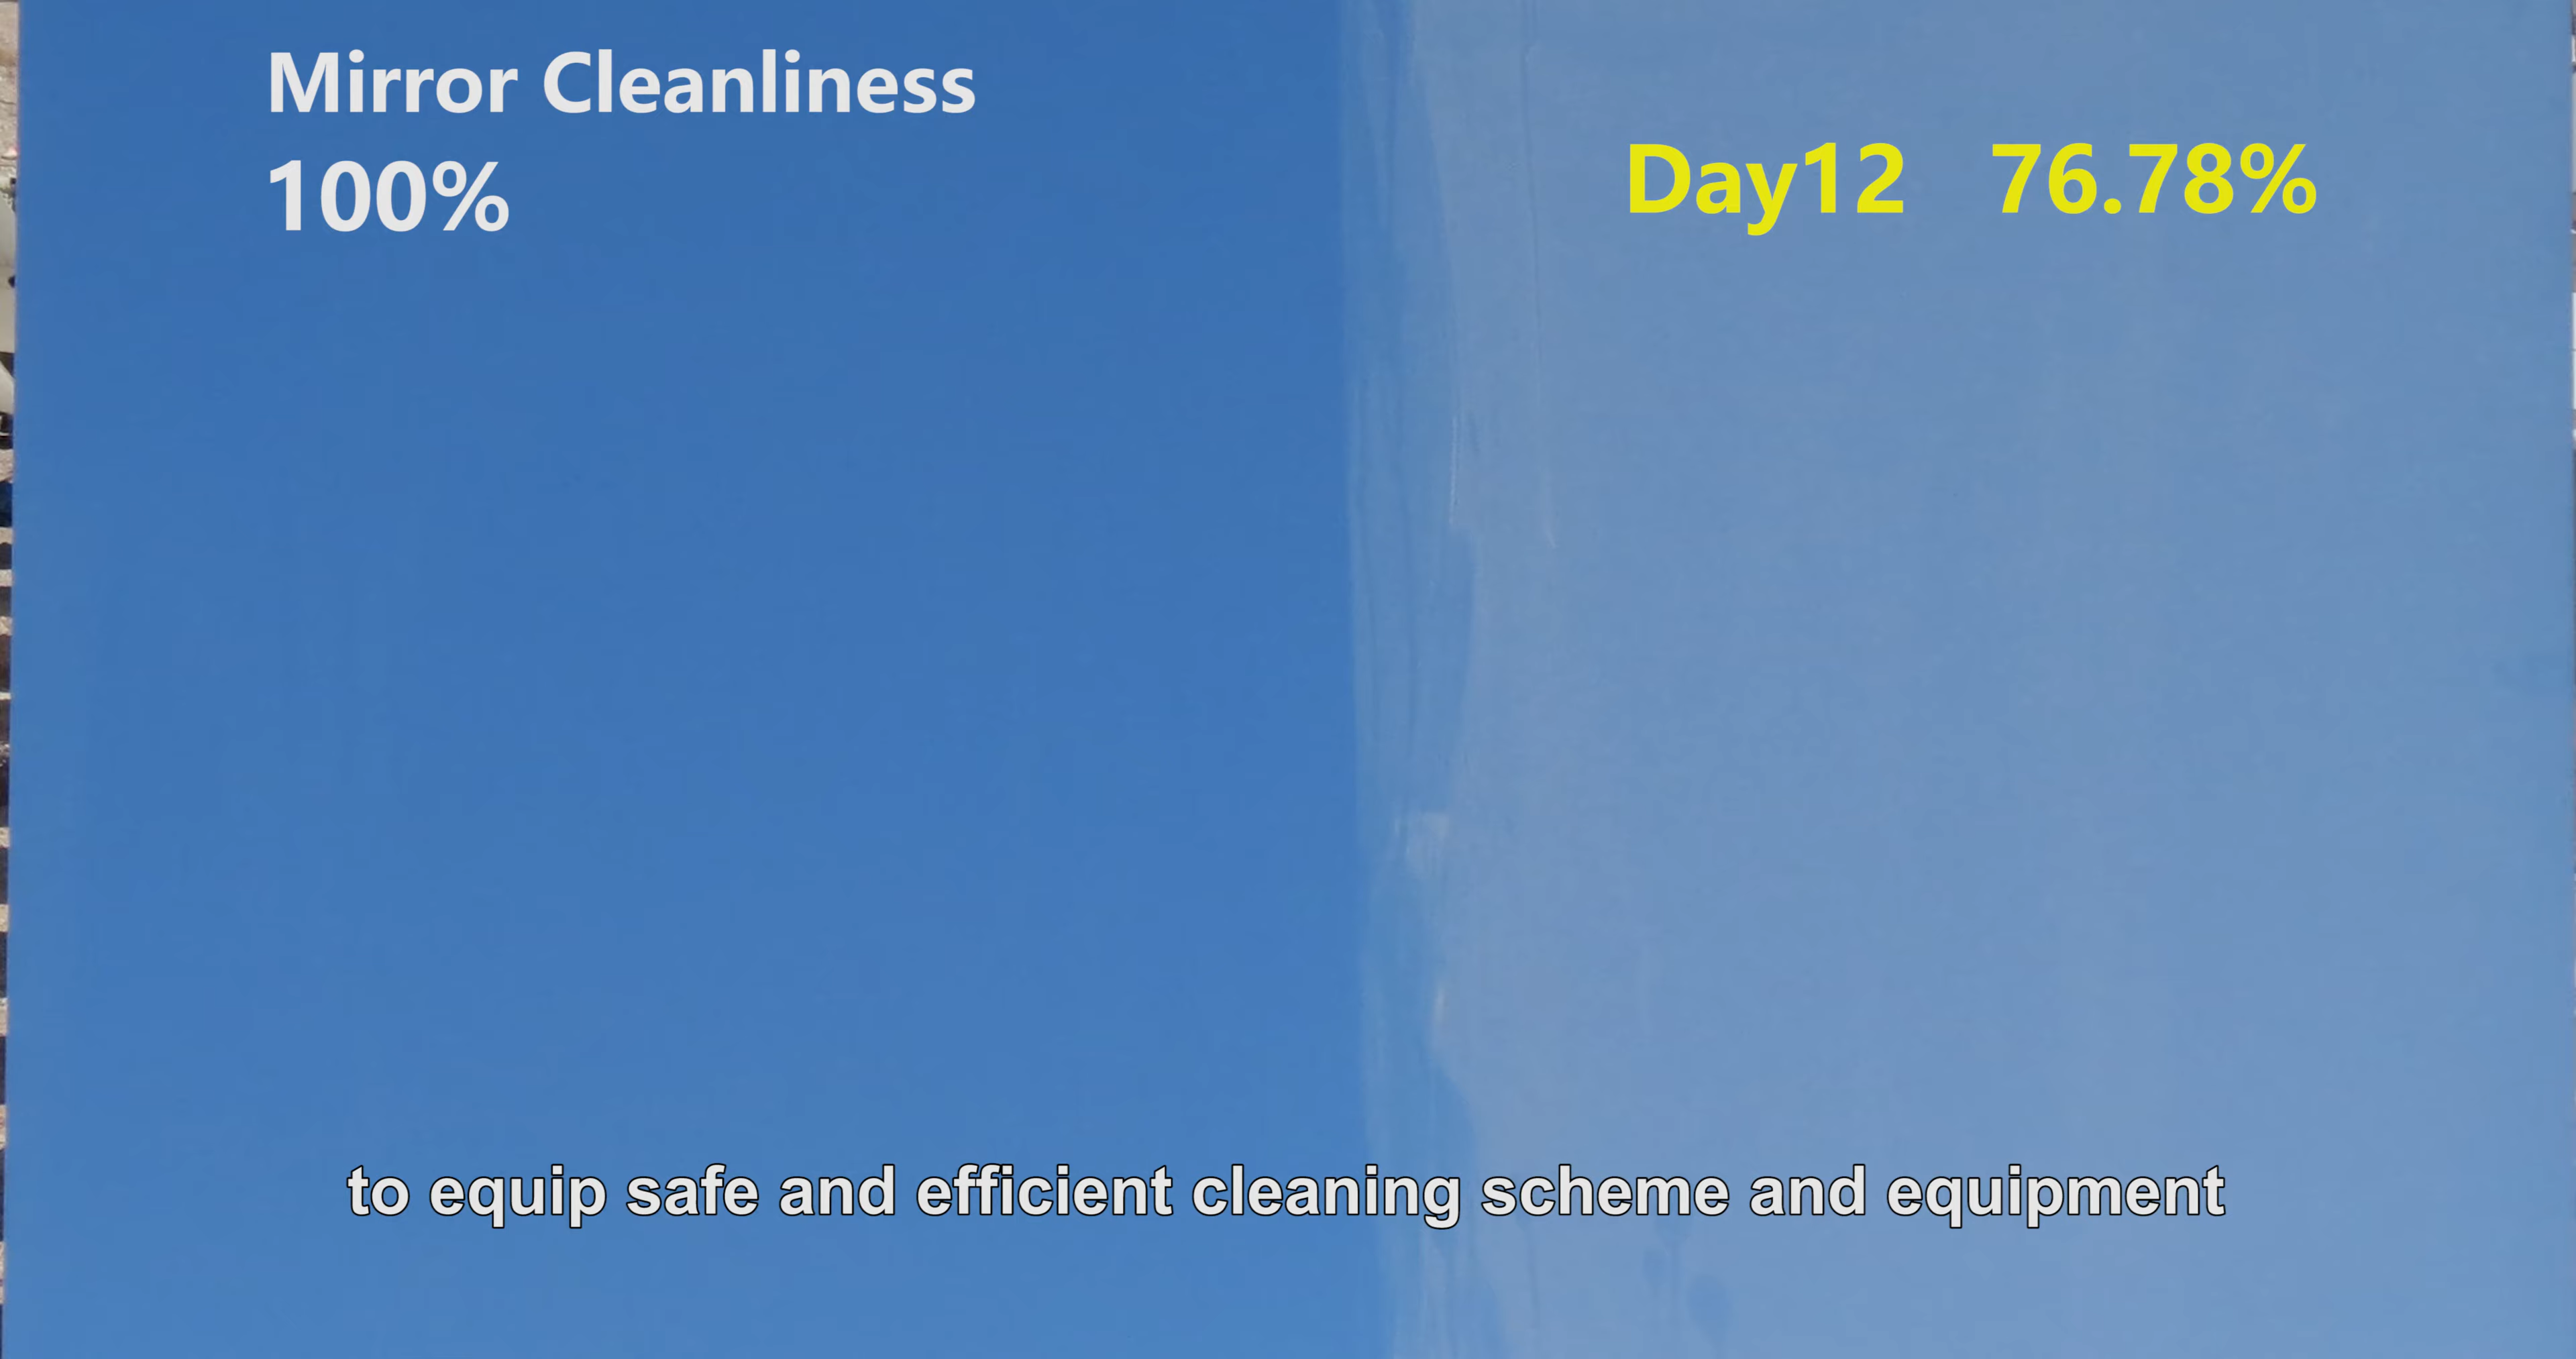 Mirror Cleanliness
100%
Day12 76.78%
to equip safe and efficient cleaning scheme and equipment